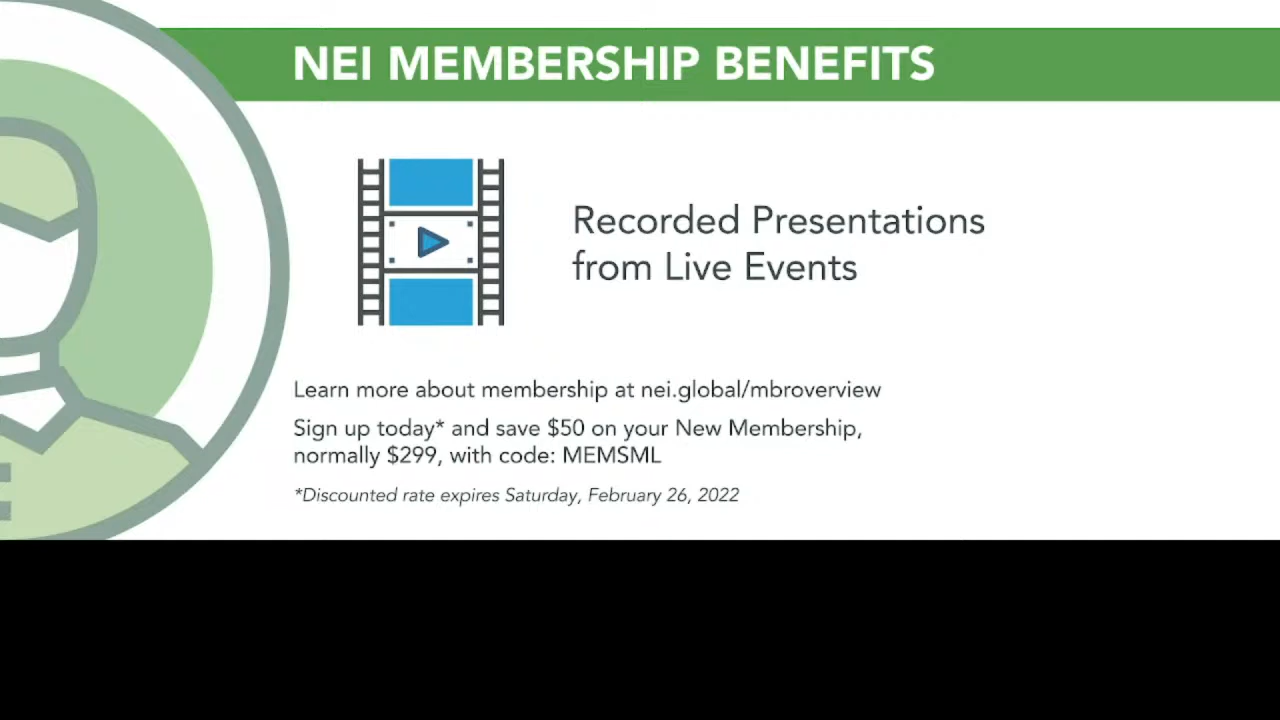 NEI MEMBERSHIP BENEFITS
Recorded Presentations
from Live Events
Learn more about membership at nei.global/mbroverview
Sign up today* and save $50 on your New Membership,
normally $299, with code: MEMSML
*Discounted rate expires Saturday, February 26, 2022